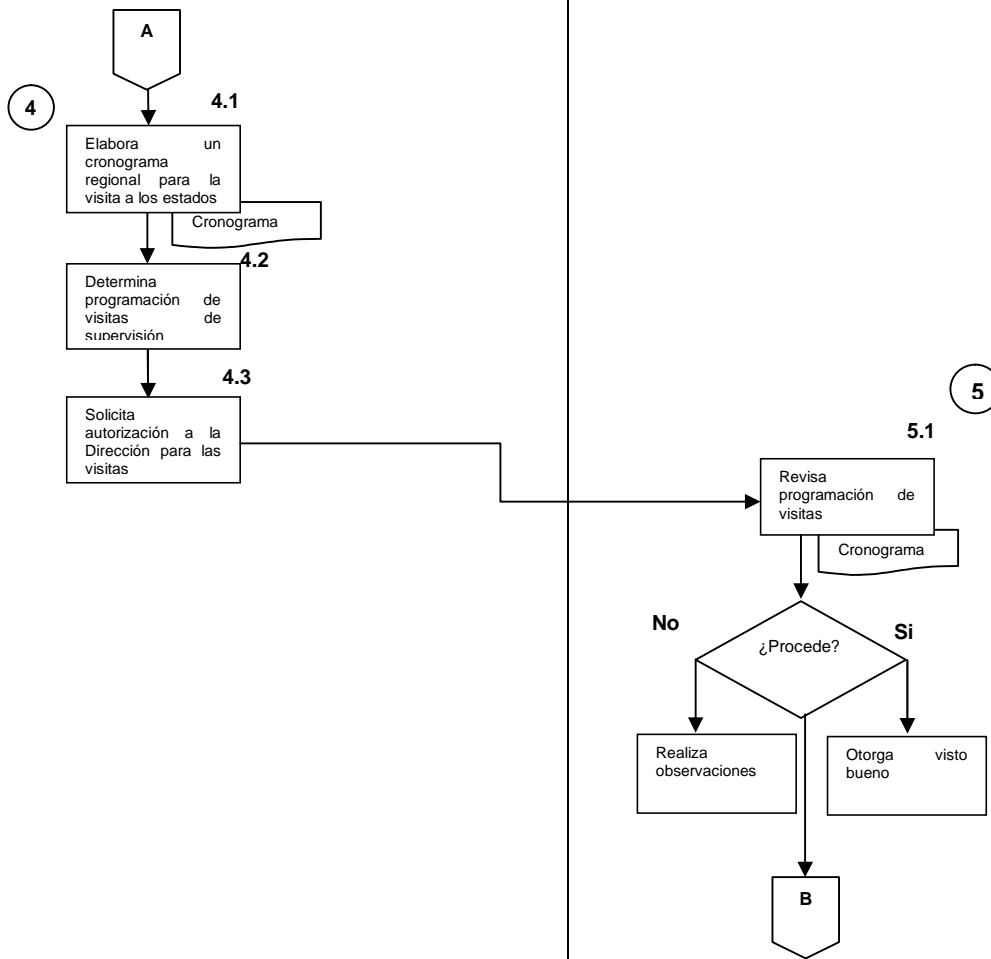 A
4
4.1
Elabora un
cronograma
regional para la
visita a los estados
Cronograma
4.2
Determina
programación de
visitas de
supervisión
4.3
Solicita
autorización a la
Dirección para las
visitas
5
5.1
Revisa
programación de
visitas
Cronograma
No
¿Procede?
Si
Realiza
observaciones
Otorga visto
bueno
B